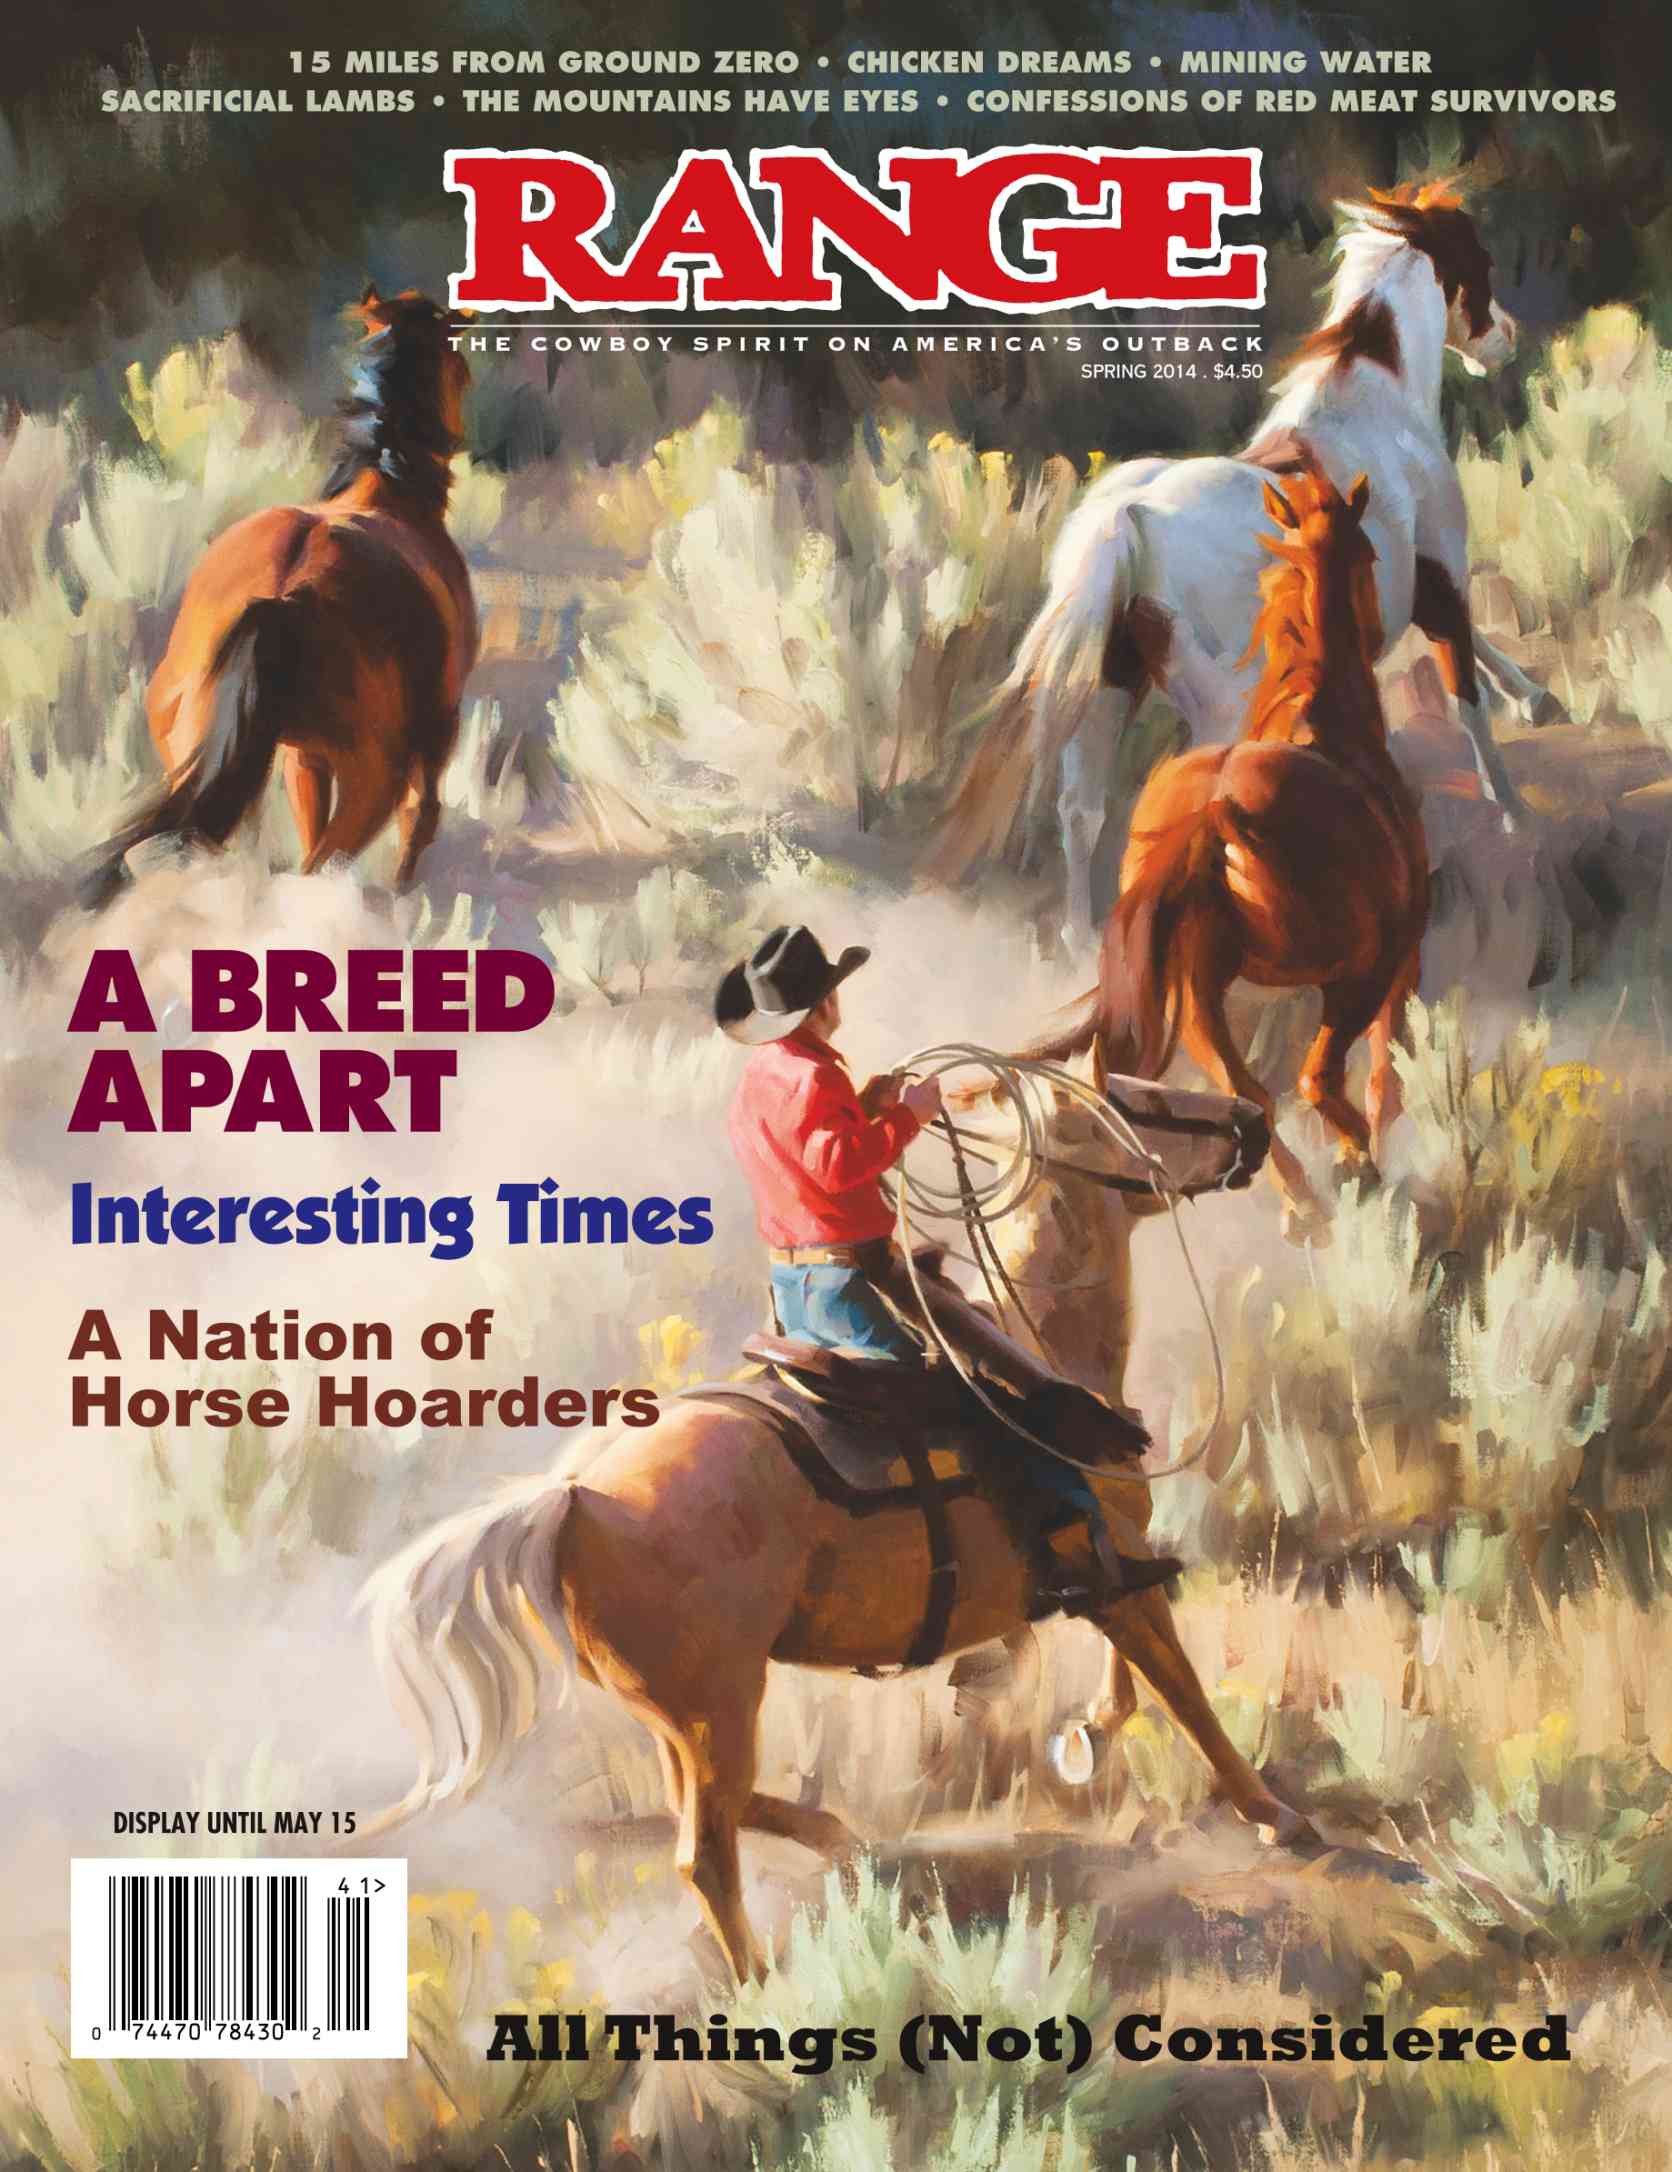 15 MILES FROM GROUND ZERO • CHICKEN DREAMS • MINING WATER
SACRIFICIAL LAMBS • THE MOUNTAINS HAVE EYES • CONFESSIONS OF RED MEAT SURVIVORS
RANGE
THE COWBOY SPIRIT ON AMERICA'S OUTBACK
SPRING 2014 . $4.50
A BREED
APART
Interesting Times
A Nation of
Horse Hoarders
DISPLAY UNTIL MAY 15
41>
0 74470 78430 2
All Things (Not) Considered